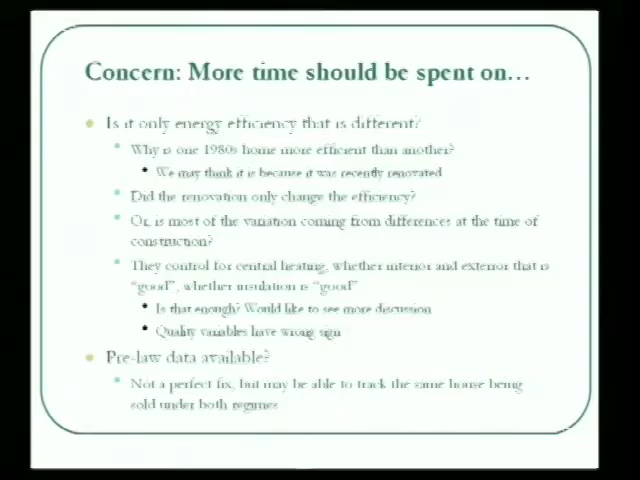 Concern: More time should be spent on…
Is it only energy efficiency that is different?
Why is one 1980s home more efficient than another?
We may think it is because it was recently renovated
Did the renovation only change the efficiency?
Or, is most of the variation coming from differences at the time of
construction?
They control for central heating, whether interior and exterior that is
“good”, whether insulation is “good”
Is that enough? Would like to see more discussion
Quality variables have wrong sign
Pre-law data available?
Not a perfect fix, but may be able to track the same house being
sold under both regimes